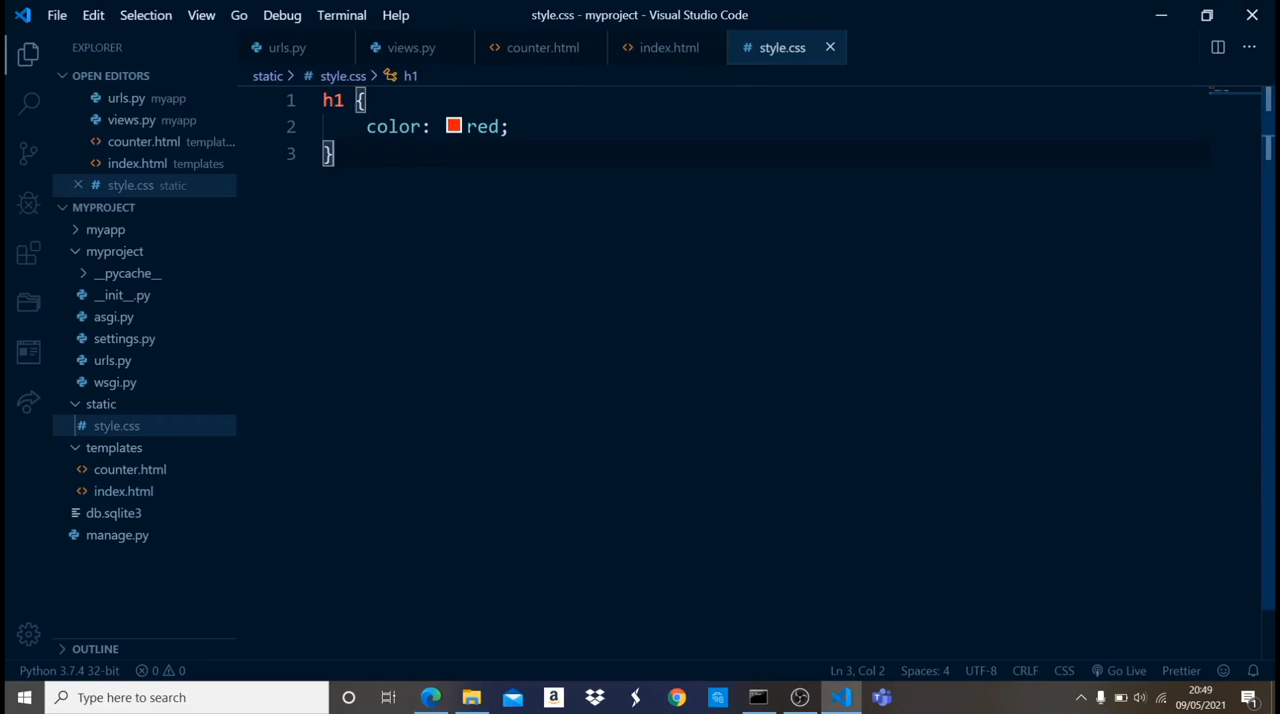 File Edit Selection View Go Debug Terminal Help
style.css - myproject - Visual Studio Code
EXPLORER
OPEN EDITORS
urls.py myapp
views.py myapp
counter.html templat...
index.html templates
style.css static
MYPROJECT
myapp
myproject
__pycache__
__init__.py
asgi.py
settings.py
urls.py
wsgi.py
static
# style.css
templates
counter.html
index.html
db.sqlite3
manage.py
OUTLINE
urls.py views.py counter.html index.html # style.css
static > # style.css > h1
1 h1 {
2 color: red;
3 }
Python 3.7.4 32-bit 0 0
Ln 3, Col 2 Spaces: 4 UTF-8 CRLF CSS Go Live Prettier
Type here to search
20:49
09/05/2021
1